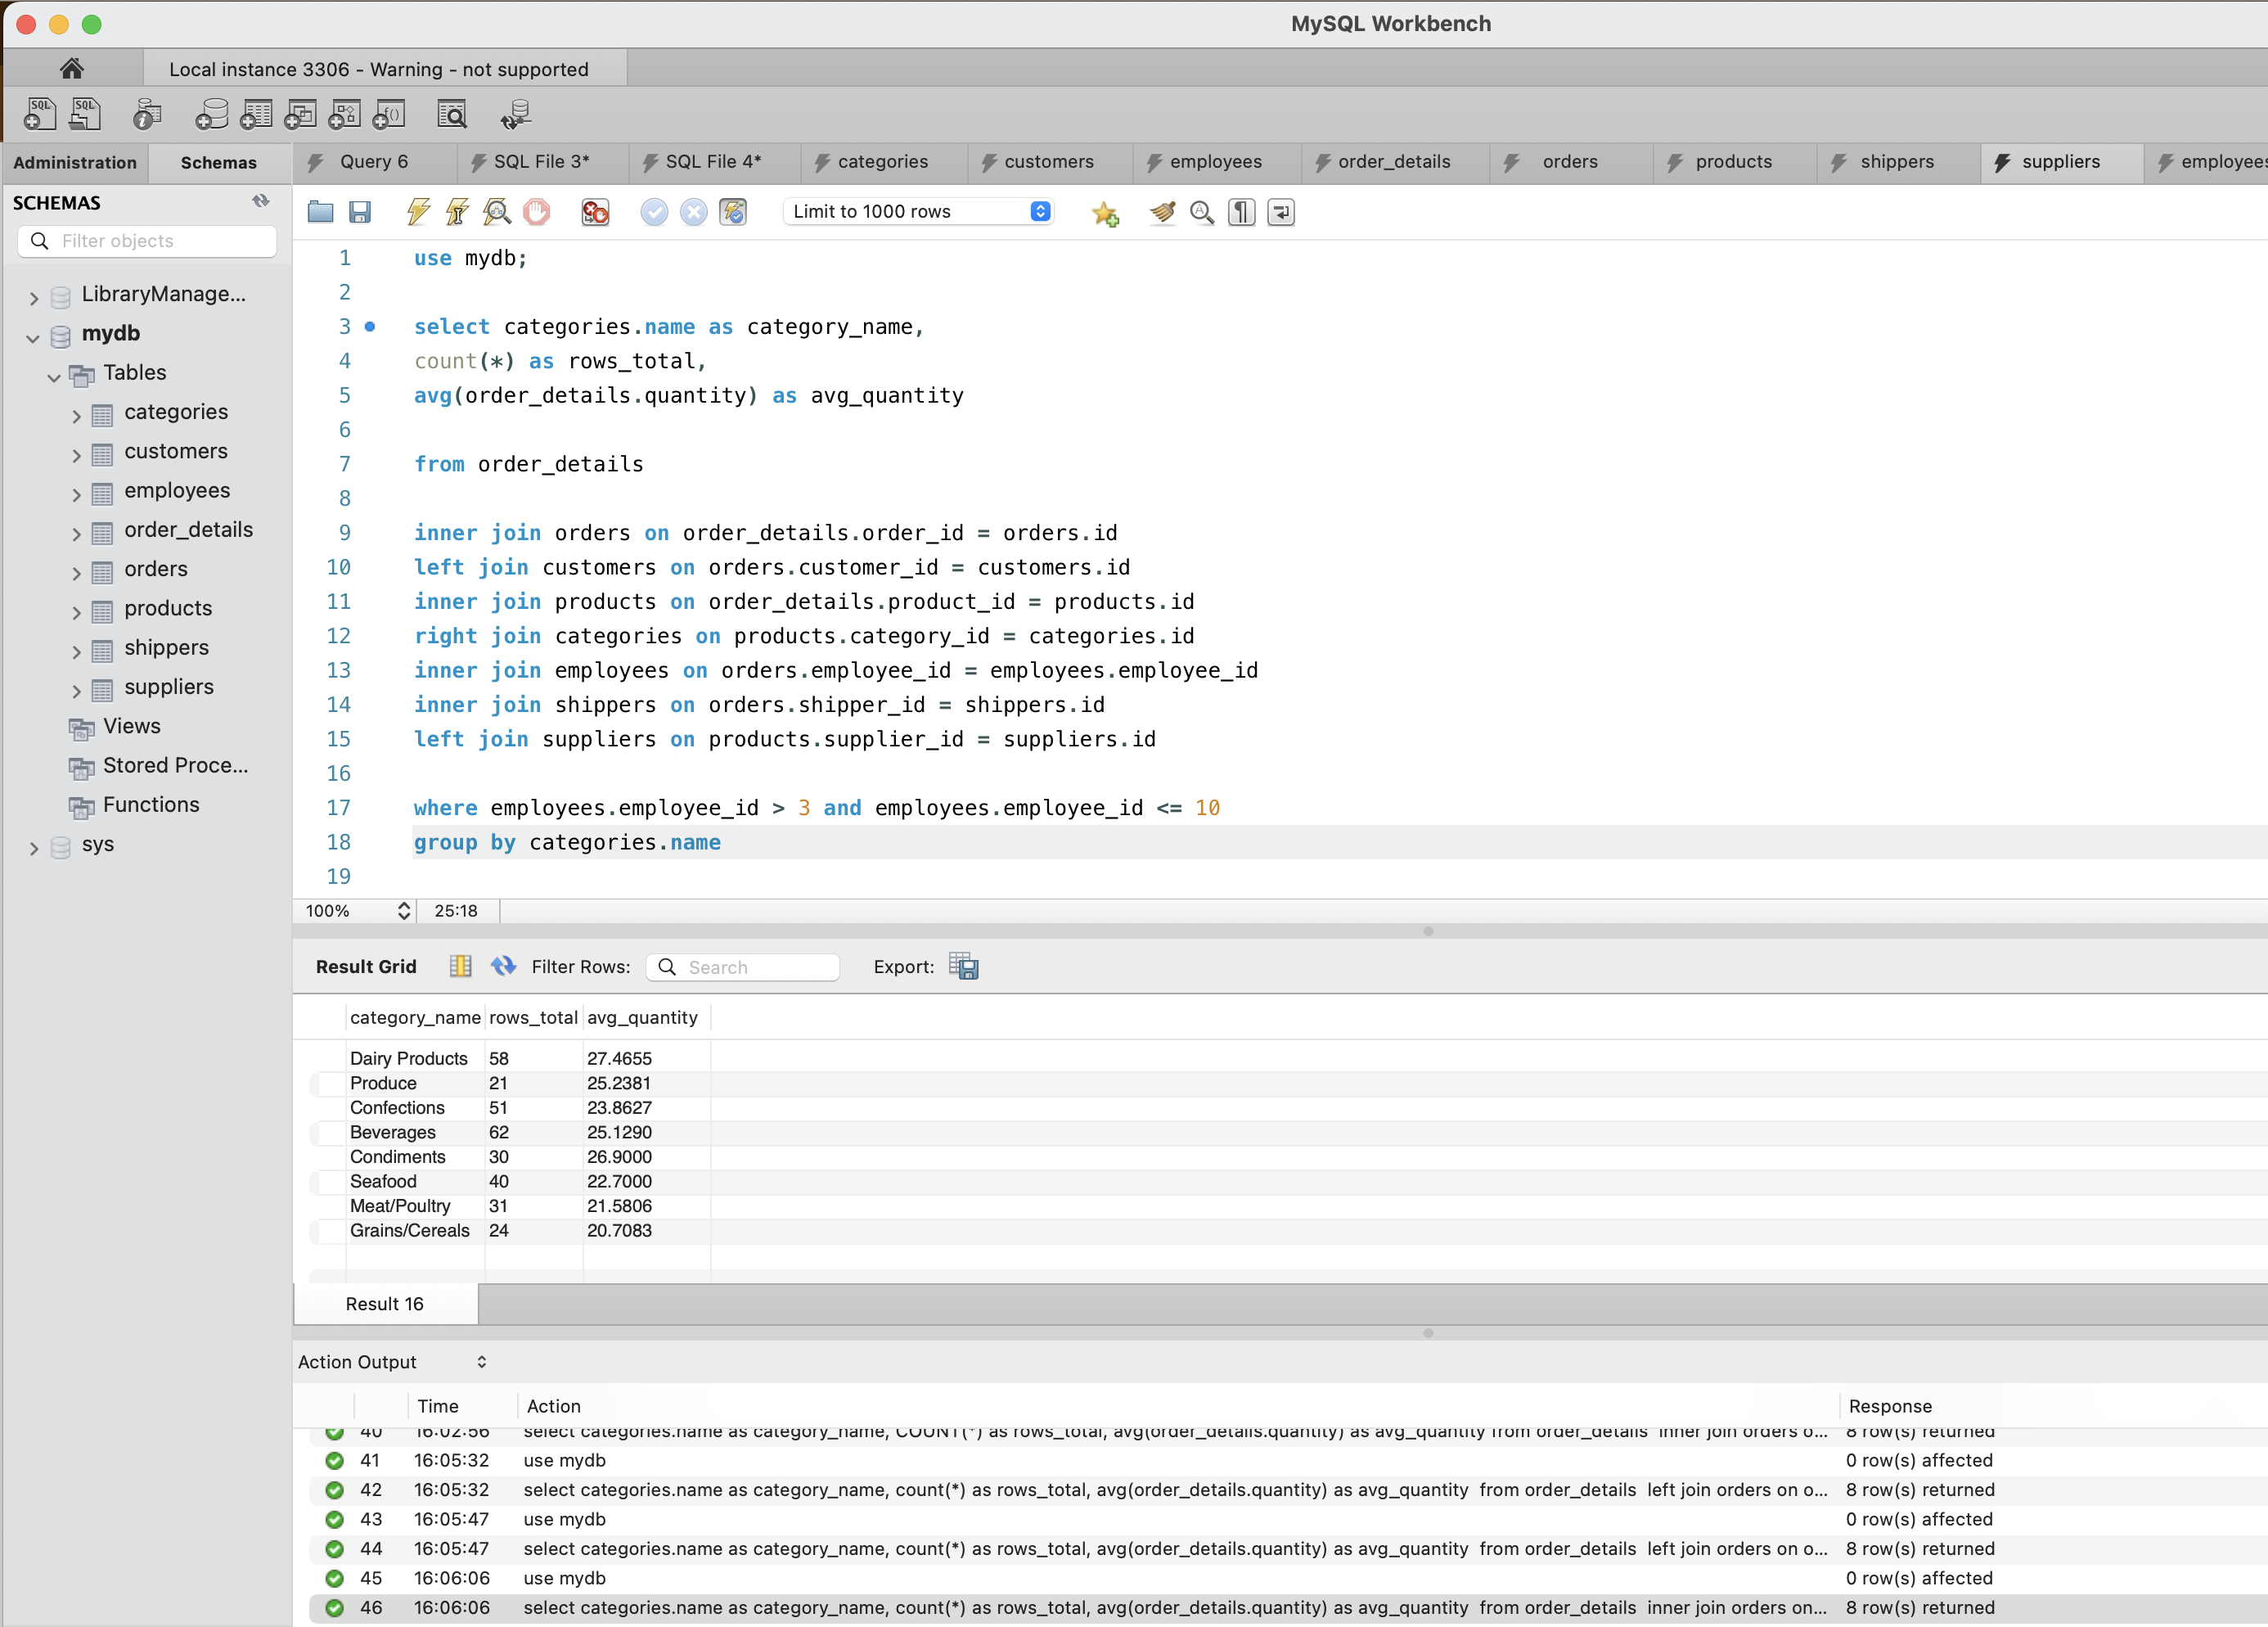 MySQL Workbench
Local instance 3306 - Warning - not supported
Administration Schemas Query 6 SQL File 3* SQL File 4* categories customers employees order_details orders products shippers suppliers employees
SCHEMAS
Limit to 1000 rows
Filter objects
LibraryManage...
mydb
Tables
categories
customers
employees
order_details
orders
products
shippers
suppliers
Views
Stored Proce...
Functions
sys
1 use mydb;
2
3 select categories.name as category_name,
4 count(*) as rows_total,
5 avg(order_details.quantity) as avg_quantity
6
7 from order_details
8
9 inner join orders on order_details.order_id = orders.id
10 left join customers on orders.customer_id = customers.id
11 inner join products on order_details.product_id = products.id
12 right join categories on products.category_id = categories.id
13 inner join employees on orders.employee_id = employees.employee_id
14 inner join shippers on orders.shipper_id = shippers.id
15 left join suppliers on products.supplier_id = suppliers.id
16
17 where employees.employee_id > 3 and employees.employee_id <= 10
18 group by categories.name
19
100% 25:18
Result Grid Filter Rows: Search Export:
category_name rows_total avg_quantity
Dairy Products 58 27.4655
Produce 21 25.2381
Confections 51 23.8627
Beverages 62 25.1290
Condiments 30 26.9000
Seafood 40 22.7000
Meat/Poultry 31 21.5806
Grains/Cereals 24 20.7083
Result 16
Action Output
Time Action Response
40 16:02:56 select categories.name as category_name, COUNT(*) as rows_total, avg(order_details.quantity) as avg_quantity from order_details inner join orders o... 8 row(s) returned
41 16:05:32 use mydb 0 row(s) affected
42 16:05:32 select categories.name as category_name, count(*) as rows_total, avg(order_details.quantity) as avg_quantity from order_details left join orders on o... 8 row(s) returned
43 16:05:47 use mydb 0 row(s) affected
44 16:05:47 select categories.name as category_name, count(*) as rows_total, avg(order_details.quantity) as avg_quantity from order_details left join orders on o... 8 row(s) returned
45 16:06:06 use mydb 0 row(s) affected
46 16:06:06 select categories.name as category_name, count(*) as rows_total, avg(order_details.quantity) as avg_quantity from order_details inner join orders on... 8 row(s) returned